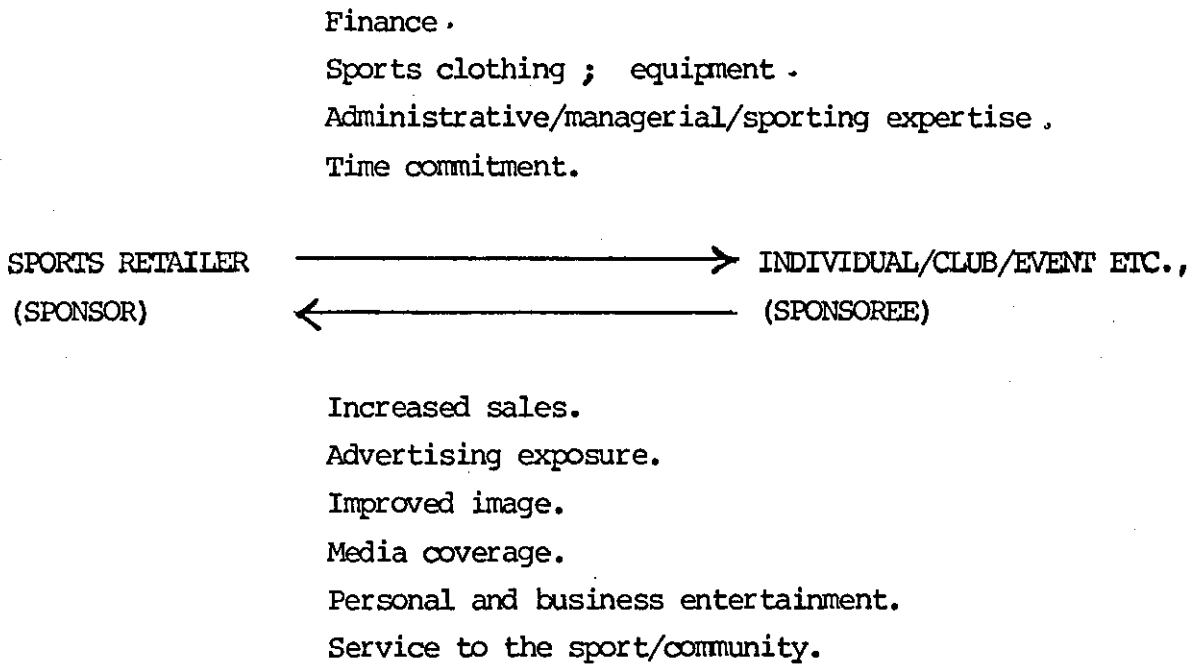 Finance.
Sports clothing ; equipment.
Administrative/managerial/sporting expertise.
Time commitment.
SPORTS RETAILER INDIVIDUAL/CLUB/EVENT ETC.,
(SPONSOR) (SPONSOREE)
Increased sales.
Advertising exposure.
Improved image.
Media coverage.
Personal and business entertainment.
Service to the sport/community.